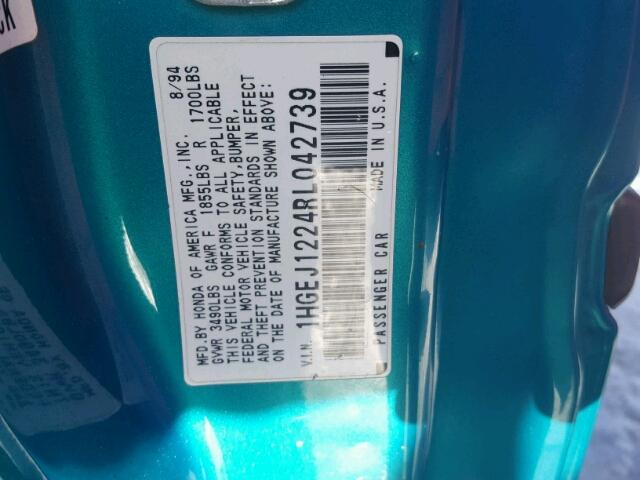 MFD.BY HONDA OF AMERICA MFG.,INC. 8/94
GVWR 3490LBS GAWR F 1855LBS R 1700LBS
THIS VEHICLE CONFORMS TO ALL APPLICABLE
FEDERAL MOTOR VEHICLE SAFETY,BUMPER,
AND THEFT PREVENTION STANDARDS IN EFFECT
ON THE DATE OF MANUFACTURE SHOWN ABOVE:
V.I.N. 1HGEJ1224RL042739
PASSENGER CAR MADE IN U.S.A.